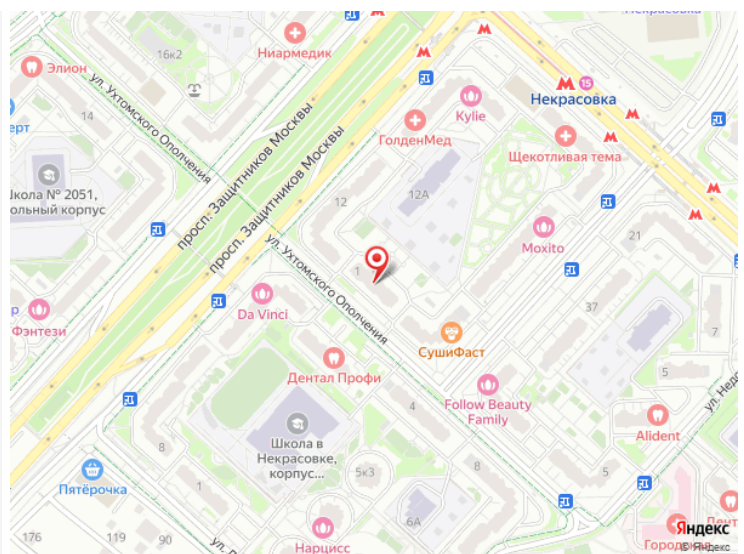 Некрасовка
16к2
Ниармедик
Элион
ул. Ухтомского Ополчения
15
Некрасовка
14
Kylie
ГолденМед
Щекотливая тема
просп. Защитников Москвы
просп. Защитников Москвы
Школа № 2051,
12
12А
Moxito
21
ул. Ухтомского Ополчения
1
Фэнтези
Da Vinci
37
7
СушиФаст
Дентал Профи
5
Follow Beauty
Family
4
Alident
Школа в
Некрасовке,
корпус...
8
5к3
8
5
Пятёрочка
1
6А
176
119
90
Нарцисс
Яндекс
© Яндекс